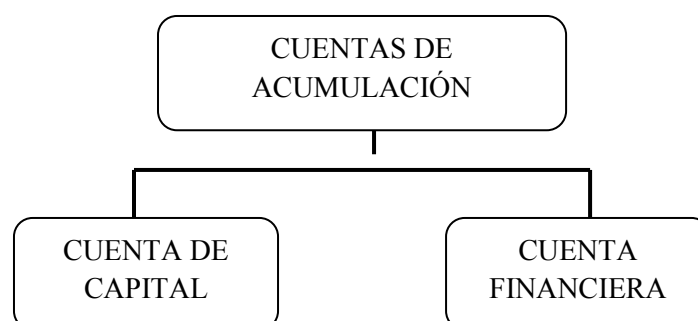 CUENTAS DE
ACUMULACIÓN
CUENTA DE
CAPITAL
CUENTA
FINANCIERA